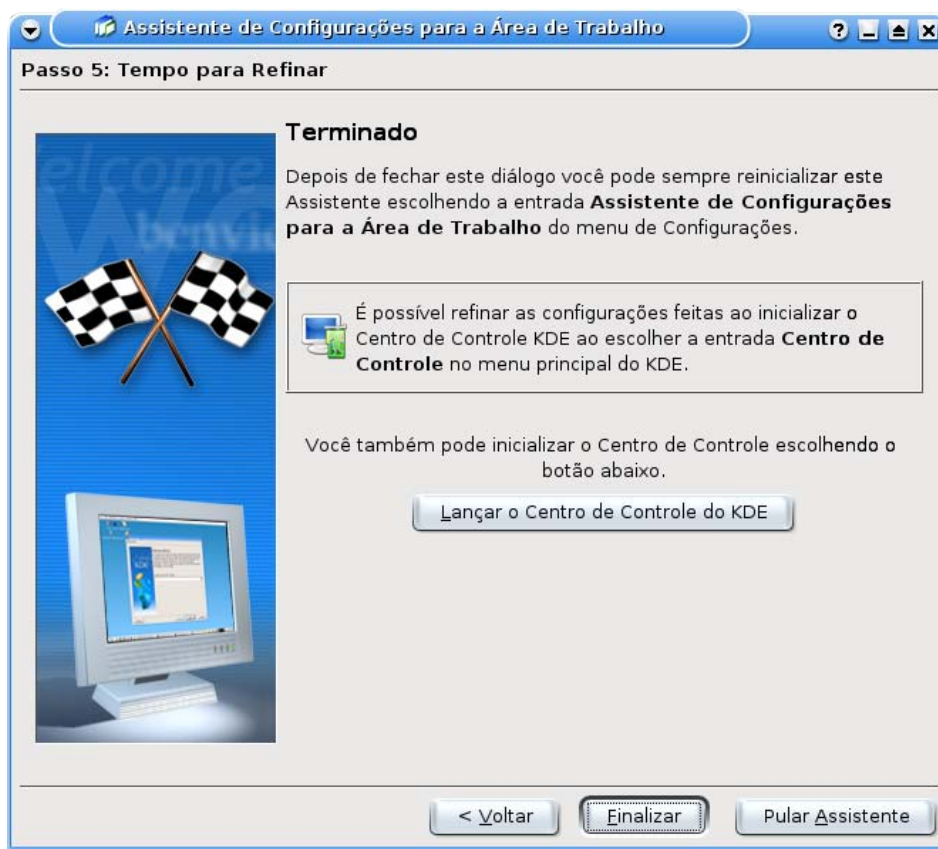 Assistente de Configurações para a Área de Trabalho
Passo 5: Tempo para Refinar
elcome
benvi
Terminado
Depois de fechar este diálogo você pode sempre reinicializar este
Assistente escolhendo a entrada Assistente de Configurações
para a Área de Trabalho do menu de Configurações.
É possível refinar as configurações feitas ao inicializar o
Centro de Controle KDE ao escolher a entrada Centro de
Controle no menu principal do KDE.
Você também pode inicializar o Centro de Controle escolhendo o
botão abaixo.
Lançar o Centro de Controle do KDE
< Voltar
Finalizar
Pular Assistente